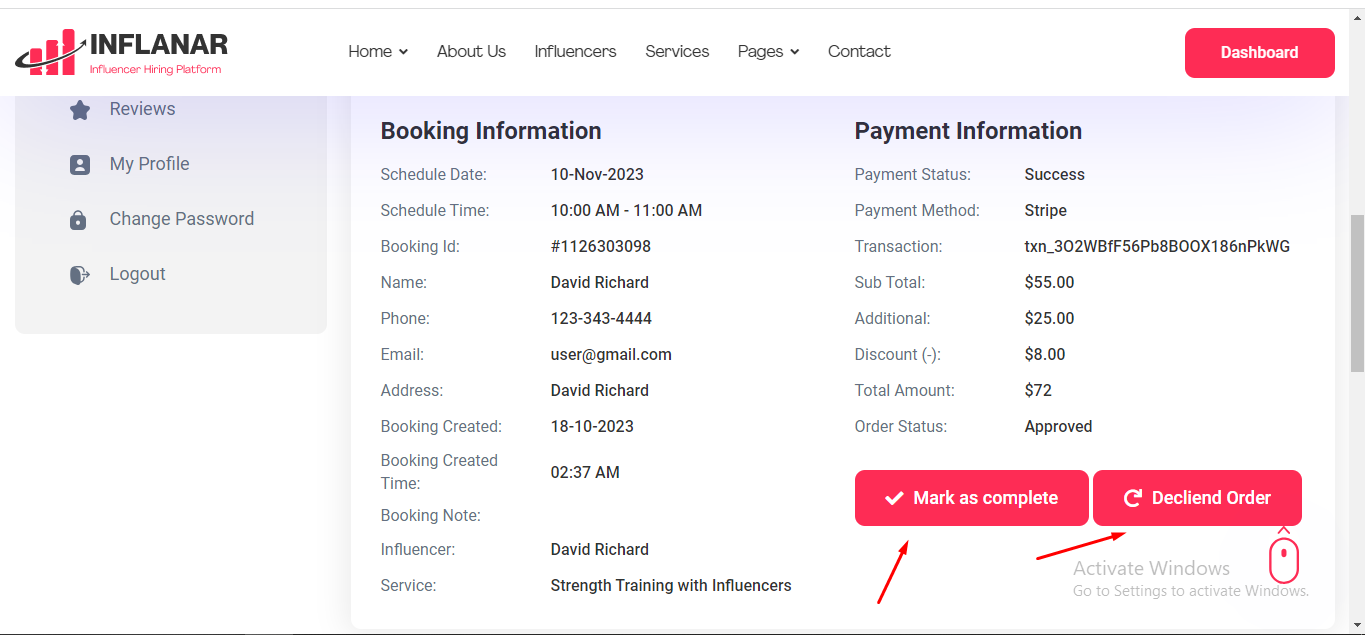 INFLANAR
Influencer Hiring Platform
Home
About Us
Influencers
Services
Pages
Contact
Dashboard
Reviews
My Profile
Change Password
Logout
Booking Information
Schedule Date: 10-Nov-2023
Schedule Time: 10:00 AM - 11:00 AM
Booking Id: #1126303098
Name: David Richard
Phone: 123-343-4444
Email: user@gmail.com
Address: David Richard
Booking Created: 18-10-2023
Booking Created
Time: 02:37 AM
Booking Note:
Influencer: David Richard
Service: Strength Training with Influencers
Payment Information
Payment Status: Success
Payment Method: Stripe
Transaction: txn_3O2WBfF56Pb8BOOX186nPkWG
Sub Total: $55.00
Additional: $25.00
Discount (-): $8.00
Total Amount: $72
Order Status: Approved
Mark as complete
Decliend Order
Activate Windows
Go to Settings to activate Windows.